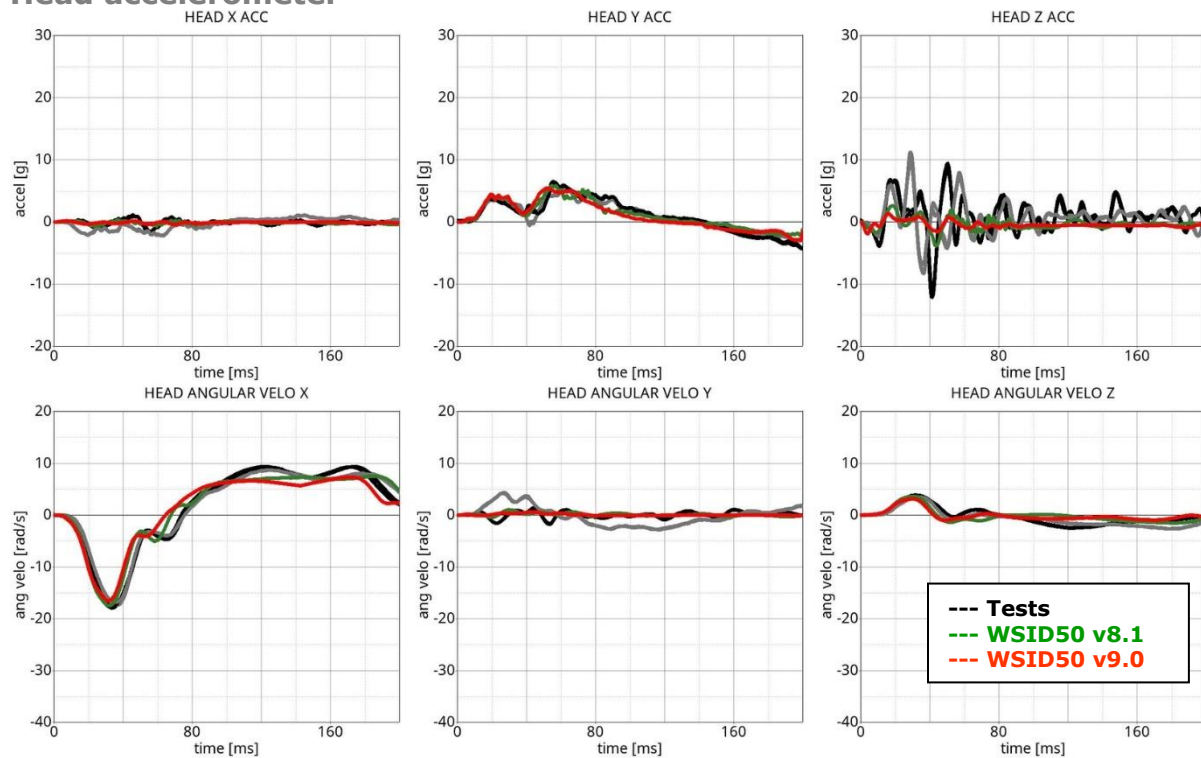 Head accelerometer
HEAD X ACC
HEAD Y ACC
HEAD Z ACC
accel [g]
30
20
10
0
-10
-20
0
80
160
time [ms]
accel [g]
30
20
10
0
-10
-20
0
80
160
time [ms]
accel [g]
30
20
10
0
-10
-20
0
80
160
time [ms]
HEAD ANGULAR VELO X
HEAD ANGULAR VELO Y
HEAD ANGULAR VELO Z
ang velo [rad/s]
20
10
0
-10
-20
-30
-40
0
80
160
time [ms]
ang velo [rad/s]
20
10
0
-10
-20
-30
-40
0
80
160
time [ms]
ang velo [rad/s]
20
10
0
-10
-20
-30
-40
0
80
160
time [ms]
--- Tests
--- WSID50 v8.1
--- WSID50 v9.0